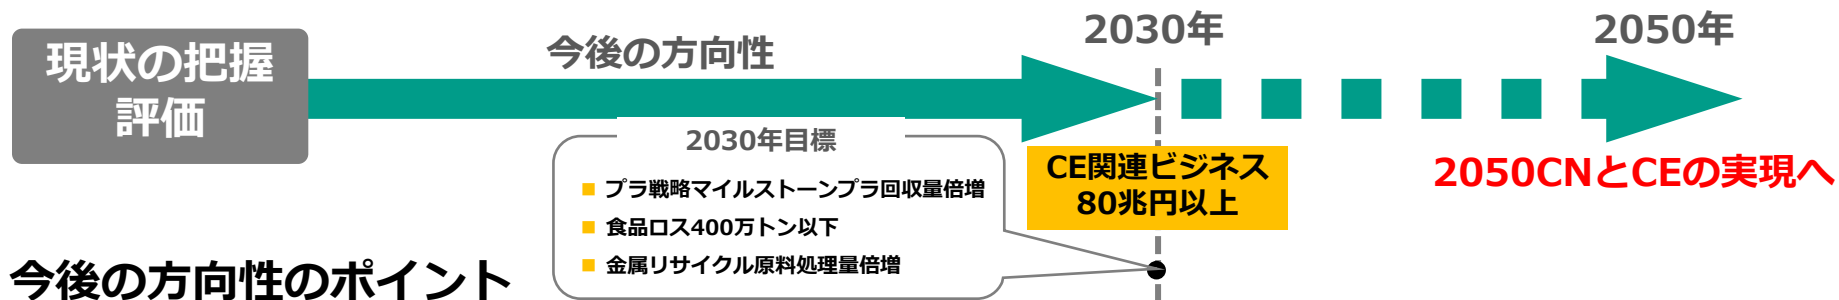 現状の把握
評価
今後の方向性
2030年
2050年
2030年目標
プラ戦略マイルストーンプラ回収量倍増
食品ロス400万トン以下
金属リサイクル原料処理量倍増
CE関連ビジネス
80兆円以上
2050CNとCEの実現へ
今後の方向性のポイント